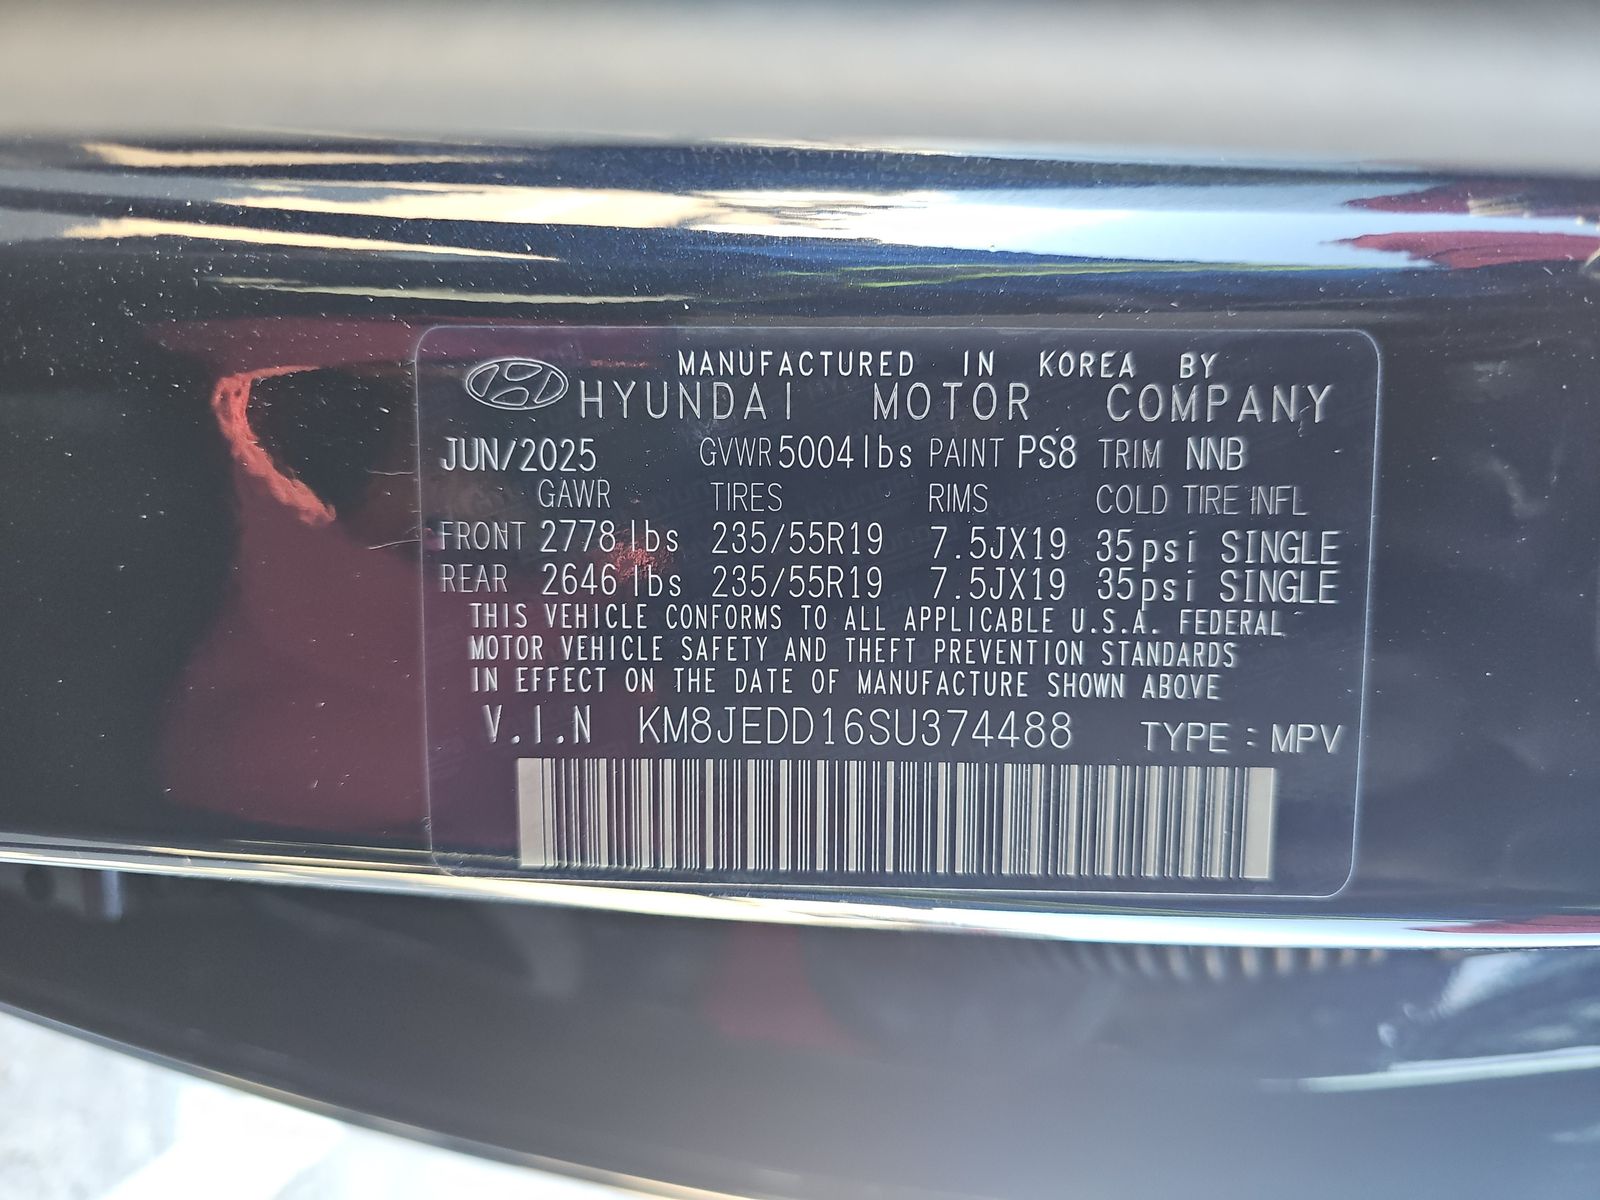 MANUFACTURED IN KOREA BY
HYUNDAI MOTOR COMPANY
JUN/2025 GVWR 5004 lbs PAINT PS8 TRIM NNB
GAWR TIRES RIMS COLD TIRE INFL
FRONT 2778 lbs 235/55R19 7.5JX19 35psi SINGLE
REAR 2646 lbs 235/55R19 7.5JX19 35psi SINGLE
THIS VEHICLE CONFORMS TO ALL APPLICABLE U.S.A. FEDERAL
MOTOR VEHICLE SAFETY AND THEFT PREVENTION STANDARDS
IN EFFECT ON THE DATE OF MANUFACTURE SHOWN ABOVE
V.I.N KM8JEDD16SU374488 TYPE : MPV